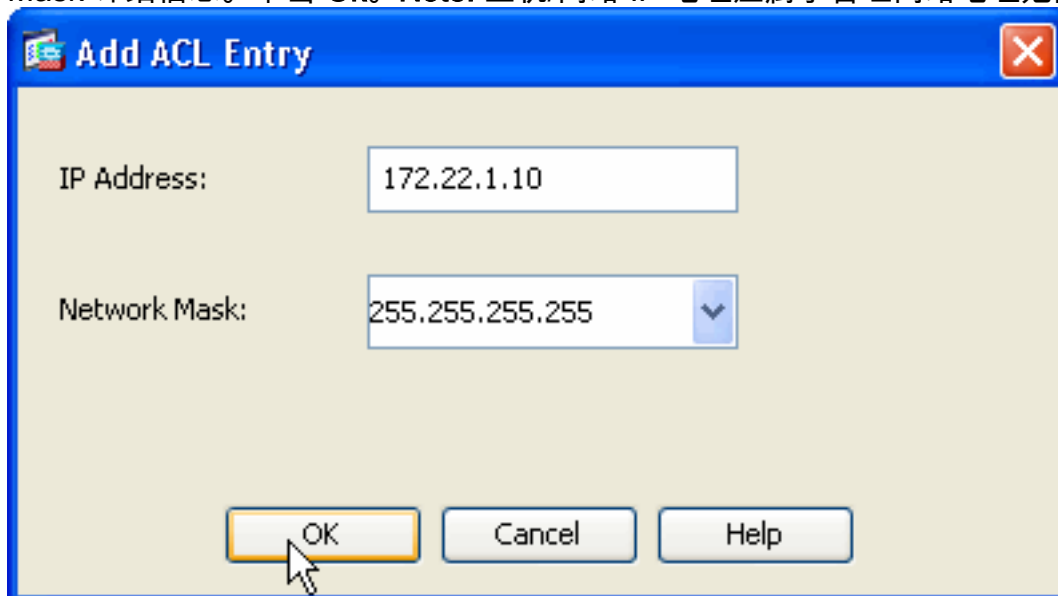 Add ACL Entry
IP Address: 172.22.1.10
Network Mask: 255.255.255.255
OK Cancel Help